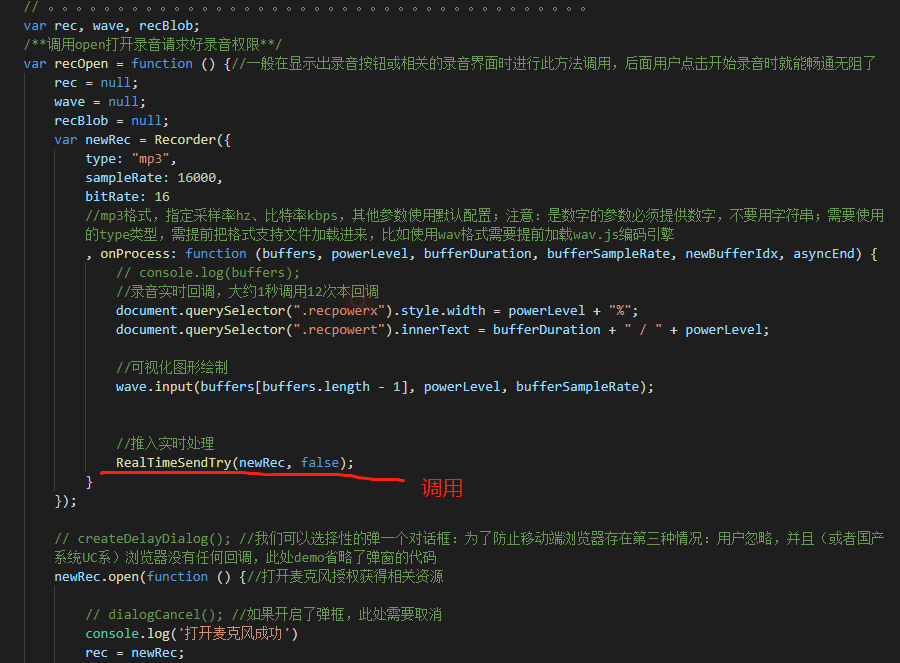 // 。。。。。。。。。。。。。。。。。。。。。。。。。。。。。。。。。。。。。。。
var rec, wave, recBlob;
/**调用open打开录音请求好录音权限**/
var recOpen = function () {//一般在显示出录音按钮或相关的录音界面时进行此方法调用，后面用户点击开始录音时就能畅通无阻了
rec = null;
wave = null;
recBlob = null;
var newRec = Recorder({
type: "mp3",
sampleRate: 16000,
bitRate: 16
//mp3格式，指定采样率hz、比特率kbps，其他参数使用默认配置；注意：是数字的参数必须提供数字，不要用字符串；需要使用
的type类型，需提前把格式支持文件加载进来，比如使用wav格式需要提前加载wav.js编码引擎
, onProcess: function (buffers, powerLevel, bufferDuration, bufferSampleRate, newBufferIdx, asyncEnd) {
// console.log(buffers);
//录音实时回调，大约1秒调用12次本回调
document.querySelector(".recpowerx").style.width = powerLevel + "%";
document.querySelector(".recpowert").innerText = bufferDuration + " / " + powerLevel;
//可视化图形绘制
wave.input(buffers[buffers.length - 1], powerLevel, bufferSampleRate);
//推入实时处理
RealTimeSendTry(newRec, false);
}
调用
});
// createDelayDialog(); //我们可以选择性的弹一个对话框：为了防止移动端浏览器存在第三种情况：用户忽略，并且（或者国产
系统UC系）浏览器没有任何回调，此处demo省略了弹窗的代码
newRec.open(function () {//打开麦克风授权获得相关资源
// dialogCancel(); //如果开启了弹框，此处需要取消
console.log('打开麦克风成功')
rec = newRec;